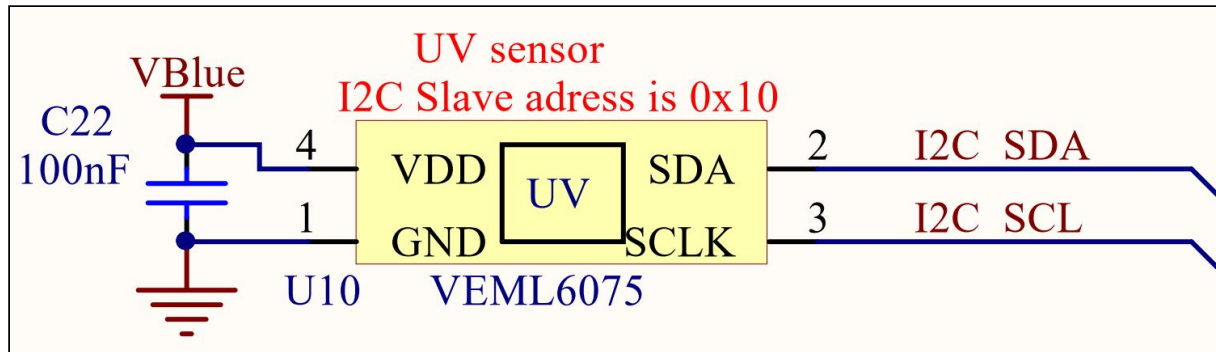 UV sensor
I2C Slave adress is 0x10
VBlue
C22
100nF
4
VDD
UV
SDA
2
I2C SDA
1
GND
SCLK
3
I2C SCL
U10
VEML6075